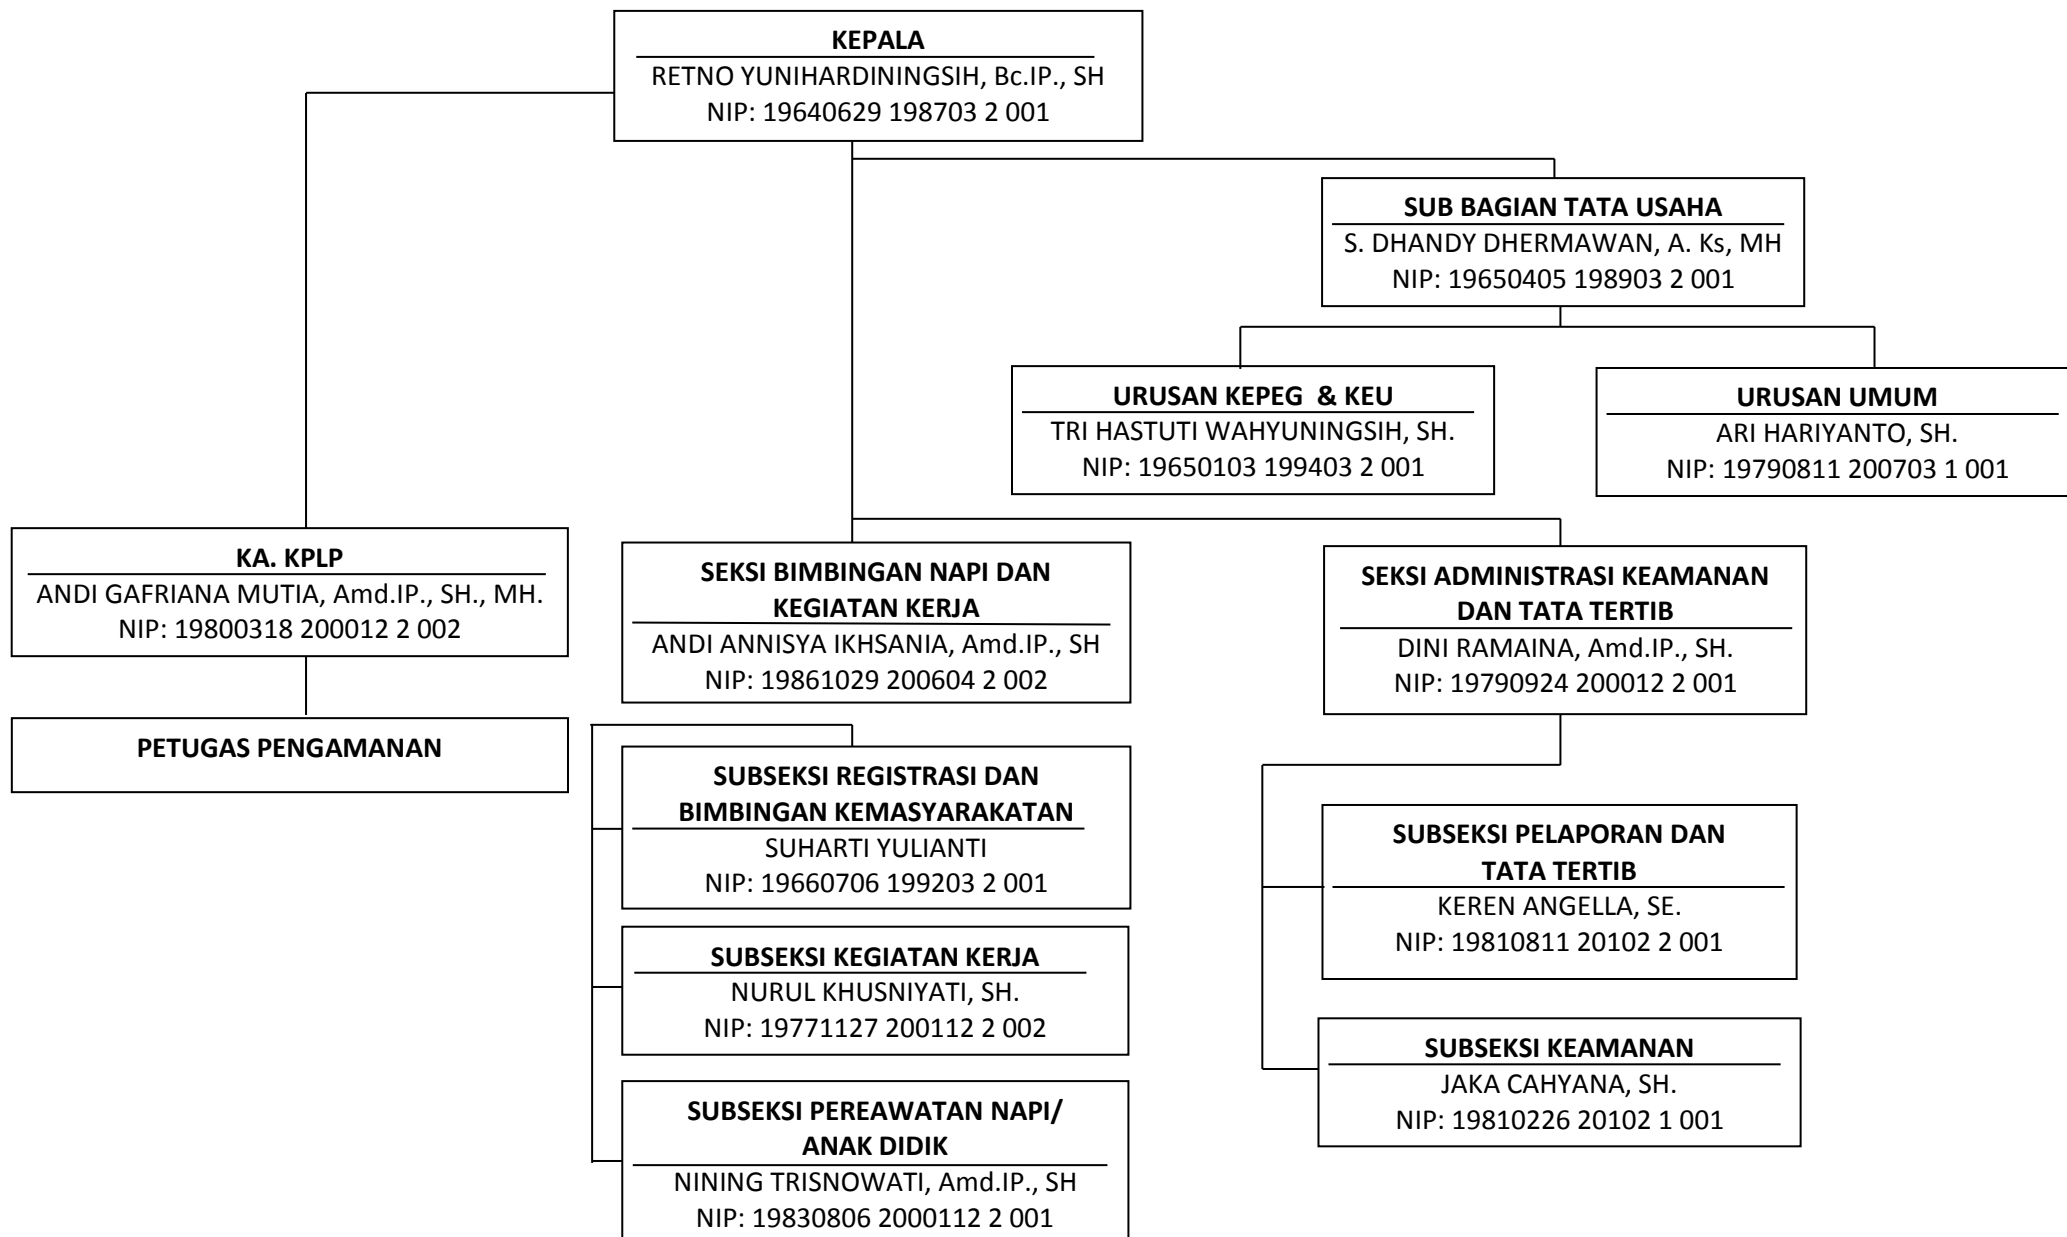 KEPALA
RETNO YUNIHARDININGSIH, Bc.IP., SH
NIP: 19640629 198703 2 001
SUB BAGIAN TATA USAHA
S. DHANDY DHERMAWAN, A. Ks, MH
NIP: 19650405 198903 2 001
URUSAN KEPEG & KEU
TRI HASTUTI WAHYUNINGSIH, SH.
NIP: 19650103 199403 2 001
URUSAN UMUM
ARI HARIYANTO, SH.
NIP: 19790811 200703 1 001
KA. KPLP
ANDI GAFRIANA MUTIA, Amd.IP., SH., MH.
NIP: 19800318 200012 2 002
PETUGAS PENGAMANAN
SEKSI BIMBINGAN NAPI DAN
KEGIATAN KERJA
ANDI ANNISYA IKHSANIA, Amd.IP., SH
NIP: 19861029 200604 2 002
SUBSEKSI REGISTRASI DAN
BIMBINGAN KEMASYARAKATAN
SUHARTI YULIANTI
NIP: 19660706 199203 2 001
SUBSEKSI KEGIATAN KERJA
NURUL KHUSNIYATI, SH.
NIP: 19771127 200112 2 002
SUBSEKSI PEREAWATAN NAPI/
ANAK DIDIK
NINING TRISNOWATI, Amd.IP., SH
NIP: 19830806 2000112 2 001
SEKSI ADMINISTRASI KEAMANAN
DAN TATA TERTIB
DINI RAMAINA, Amd.IP., SH.
NIP: 19790924 200012 2 001
SUBSEKSI PELAPORAN DAN
TATA TERTIB
KEREN ANGELLA, SE.
NIP: 19810811 20102 2 001
SUBSEKSI KEAMANAN
JAKA CAHYANA, SH.
NIP: 19810226 20102 1 001